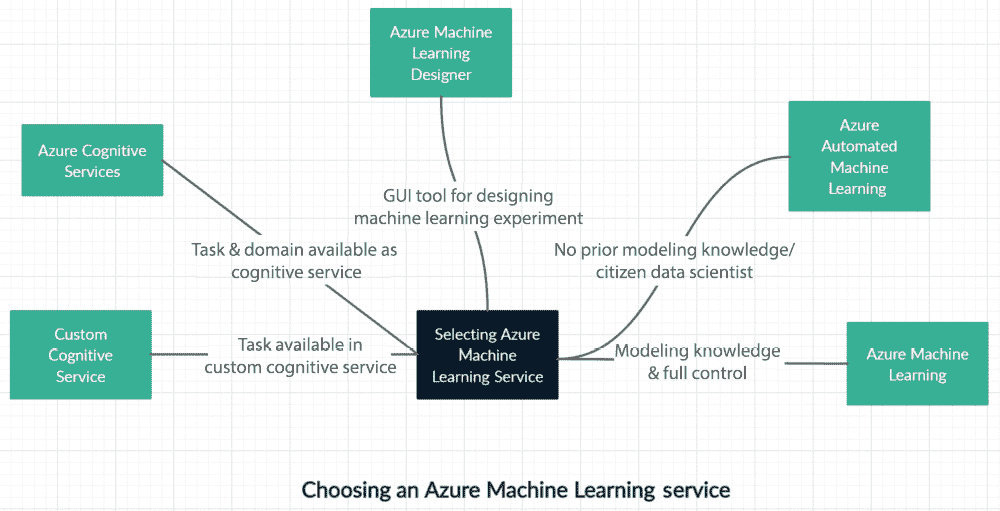 Azure Machine
Learning
Designer
Azure Cognitive
Services
Azure
Automated
Machine
Learning
GUI tool for designing
machine learning experiment
Task & domain available as
cognitive service
No prior modeling knowledge/
citizen data scientist
Custom
Cognitive
Service
Task available in
custom cognitive service
Selecting Azure
Machine
Learning Service
Modeling knowledge
& full control
Azure Machine
Learning
Choosing an Azure Machine Learning service